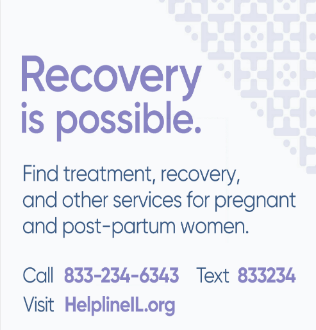 Recovery
is possible.
Find treatment, recovery,
and other services for pregnant
and post-partum women.
Call 833-234-6343 Text 833234
Visit HelplineIL.org